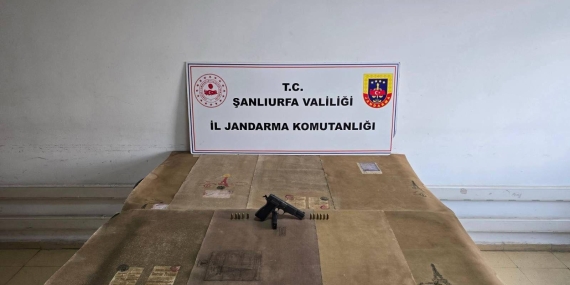 T.C.
ŞANLIURFA VALİLİĞİ
İL JANDARMA KOMUTANLIĞI